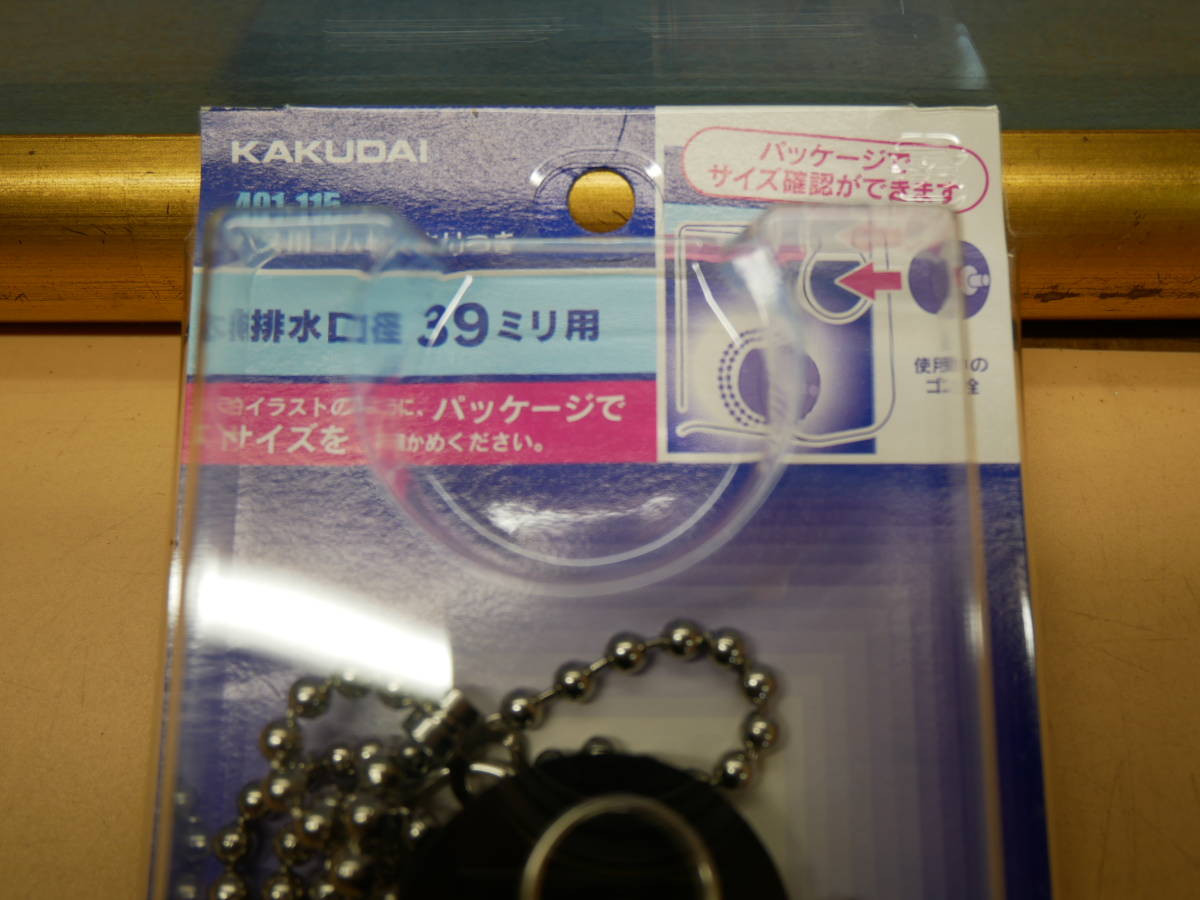 KAKUDAI
401-115
排水口 径 39ミリ用
イラストの に、パッケージで
サイズを かめください。
パッケージで
サイズ確認ができます
使用 の
ゴ 栓